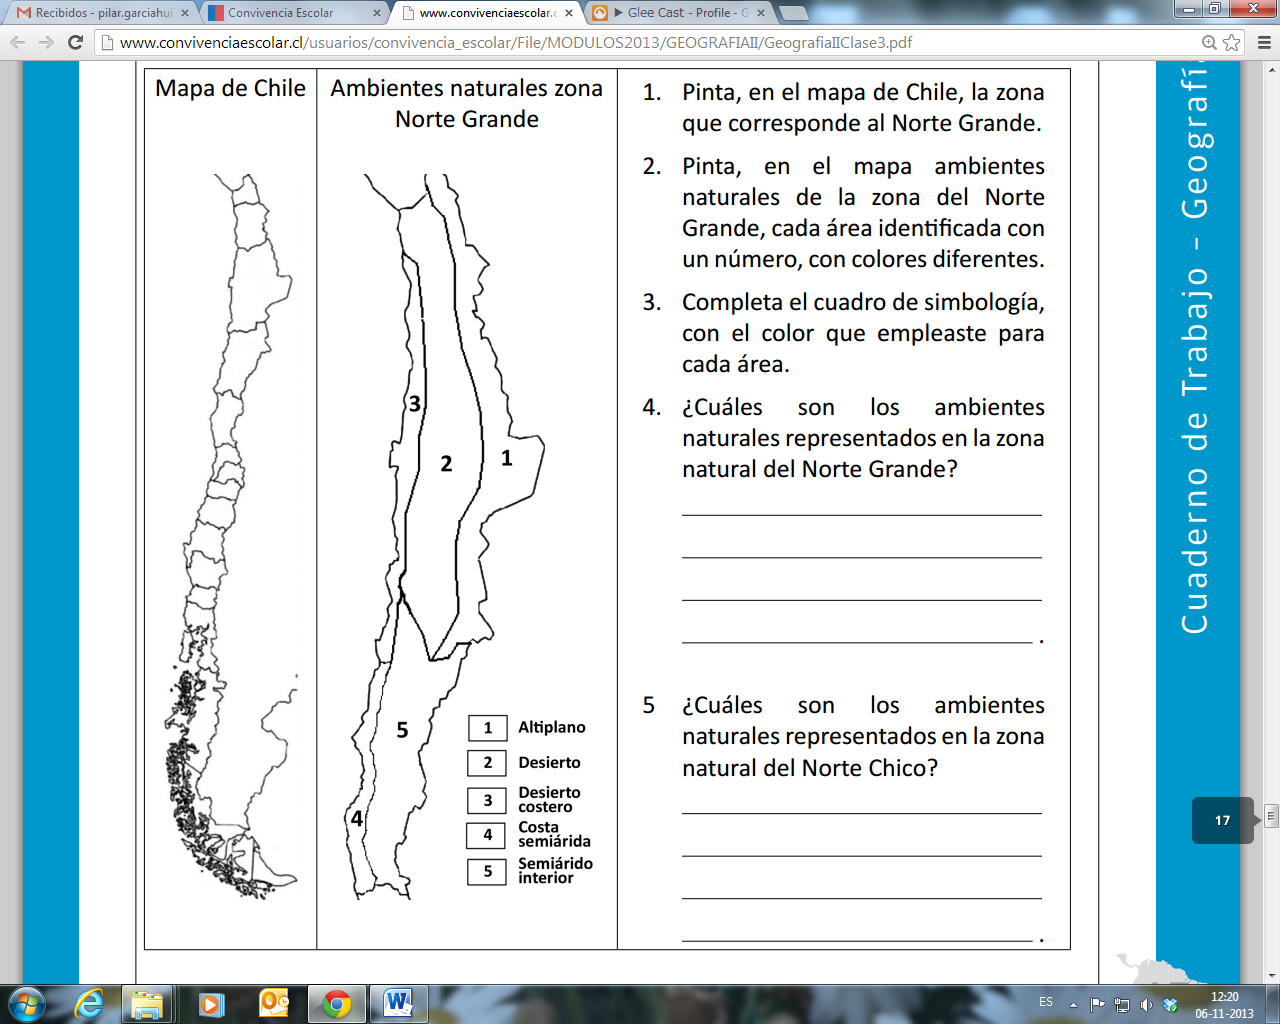 Recibidos - pilar.garciahui
Convivencia Escolar
www.convivenciaescolar.c
Glee Cast - Profile - G
www.convivenciaescolar.cl/usuarios/convivencia_escolar/File/MODULOS2013/GEOGRAFIAII/GeografiaIIClase3.pdf
Mapa de Chile
Ambientes naturales zona
Norte Grande
3
2
1
5
4
1 Altiplano
2 Desierto
3 Desierto
costero
4 Costa
semiárida
5 Semiárido
interior
1. Pinta, en el mapa de Chile, la zona
que corresponde al Norte Grande.
2. Pinta, en el mapa ambientes
naturales de la zona del Norte
Grande, cada área identificada con
un número, con colores diferentes.
3. Completa el cuadro de simbología,
con el color que empleaste para
cada área.
4. ¿Cuáles son los ambientes
naturales representados en la zona
natural del Norte Grande?
.
5 ¿Cuáles son los ambientes
naturales representados en la zona
natural del Norte Chico?
.
Cuaderno de Trabajo - Geografí
17
ES
12:20
06-11-2013